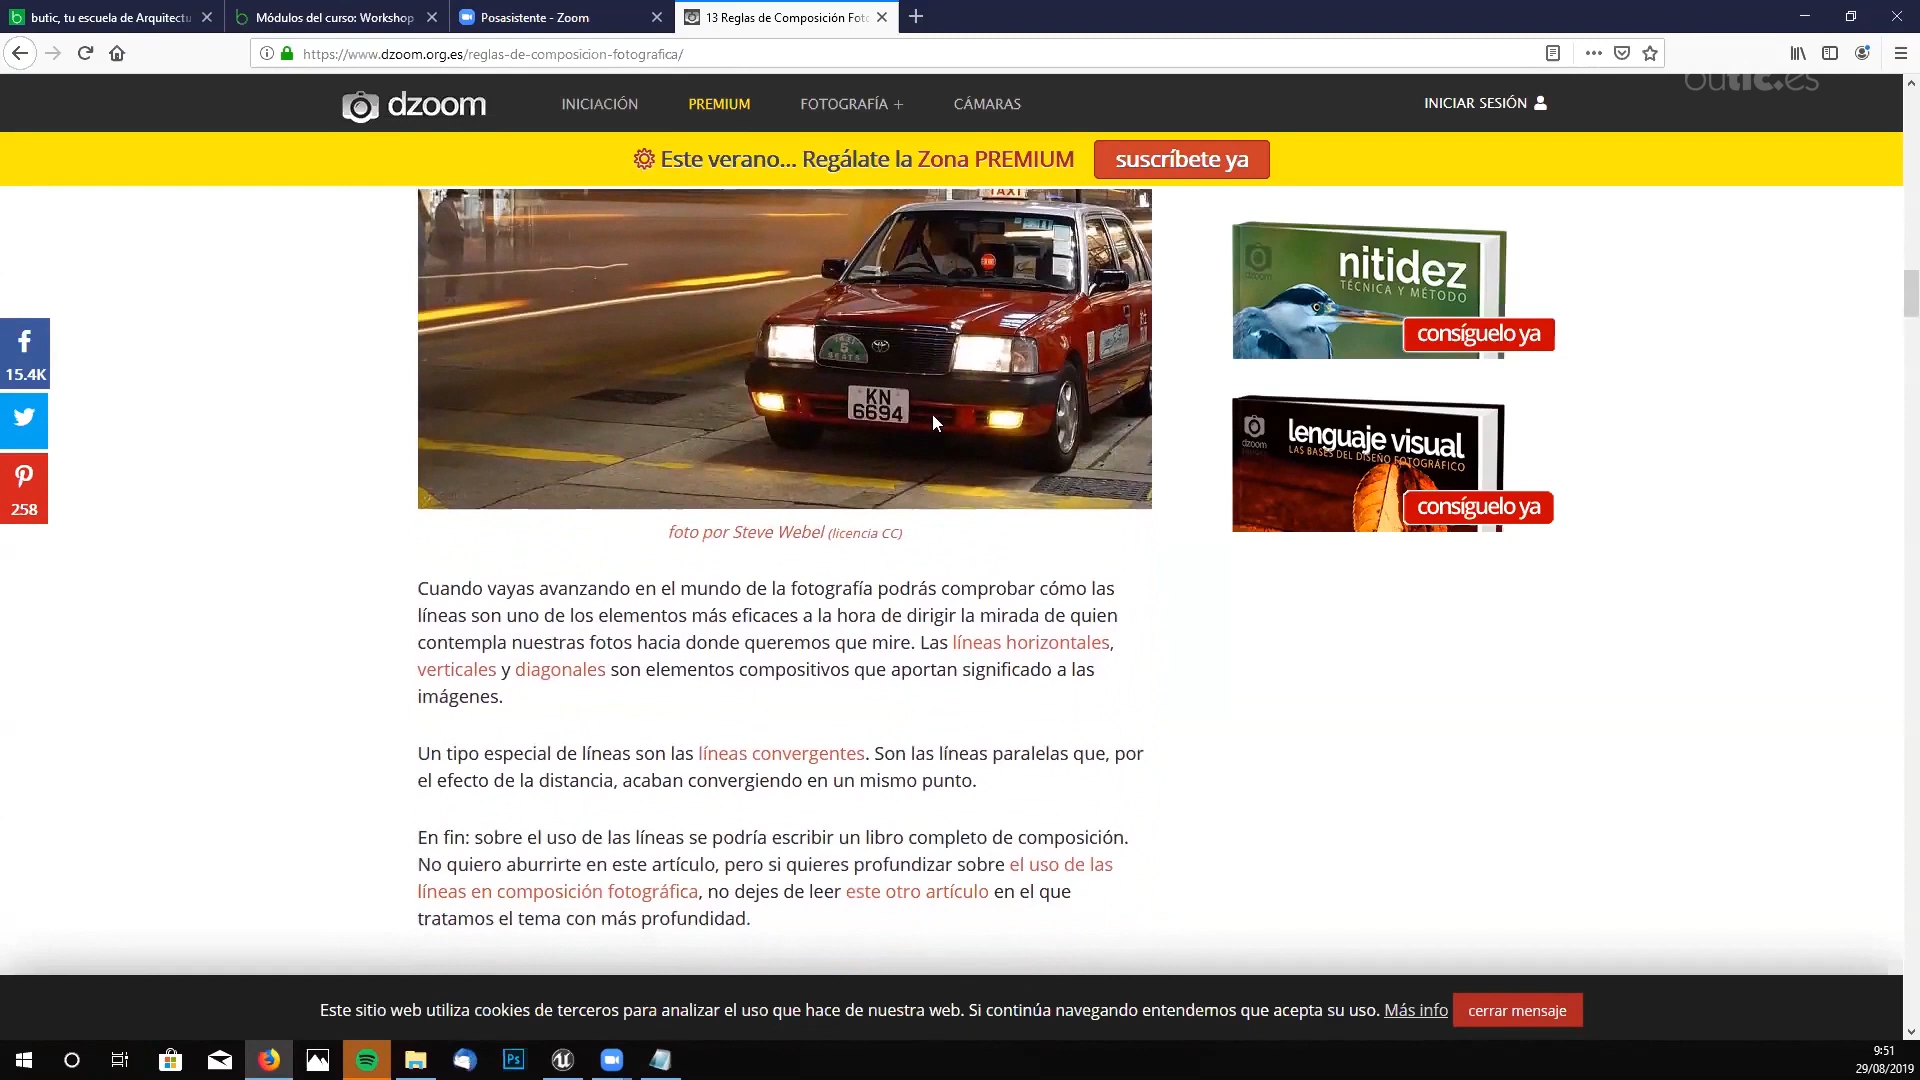 butic, tu escuela de Arquitectu
Módulos del curso: Workshop
Posasistente - Zoom
13 Reglas de Composición Foto
https://www.dzoom.org.es/reglas-de-composicion-fotografica/
butic.es
dzoom
INICIACIÓN
PREMIUM
FOTOGRAFÍA +
CÁMARAS
INICIAR SESIÓN
Este verano... Regálate la Zona PREMIUM
suscríbete ya
TAXI
TAXI
5
SEATS
KN
6694
nitidez
TÉCNICA Y MÉTODO
consíguelo ya
dzoom
lenguaje visual
LAS BASES DEL DISEÑO FOTOGRÁFICO
consíguelo ya
15.4K
258
foto por Steve Webel (licencia CC)
Cuando vayas avanzando en el mundo de la fotografía podrás comprobar cómo las
líneas son uno de los elementos más eficaces a la hora de dirigir la mirada de quien
contempla nuestras fotos hacia donde queremos que mire. Las líneas horizontales,
verticales y diagonales son elementos compositivos que aportan significado a las
imágenes.
Un tipo especial de líneas son las líneas convergentes. Son las líneas paralelas que, por
el efecto de la distancia, acaban convergiendo en un mismo punto.
En fin: sobre el uso de las líneas se podría escribir un libro completo de composición.
No quiero aburrirte en este artículo, pero si quieres profundizar sobre el uso de las
líneas en composición fotográfica, no dejes de leer este otro artículo en el que
tratamos el tema con más profundidad.
Este sitio web utiliza cookies de terceros para analizar el uso que hace de nuestra web. Si continúa navegando entendemos que acepta su uso. Más info
cerrar mensaje
Ps
9:51
29/08/2019